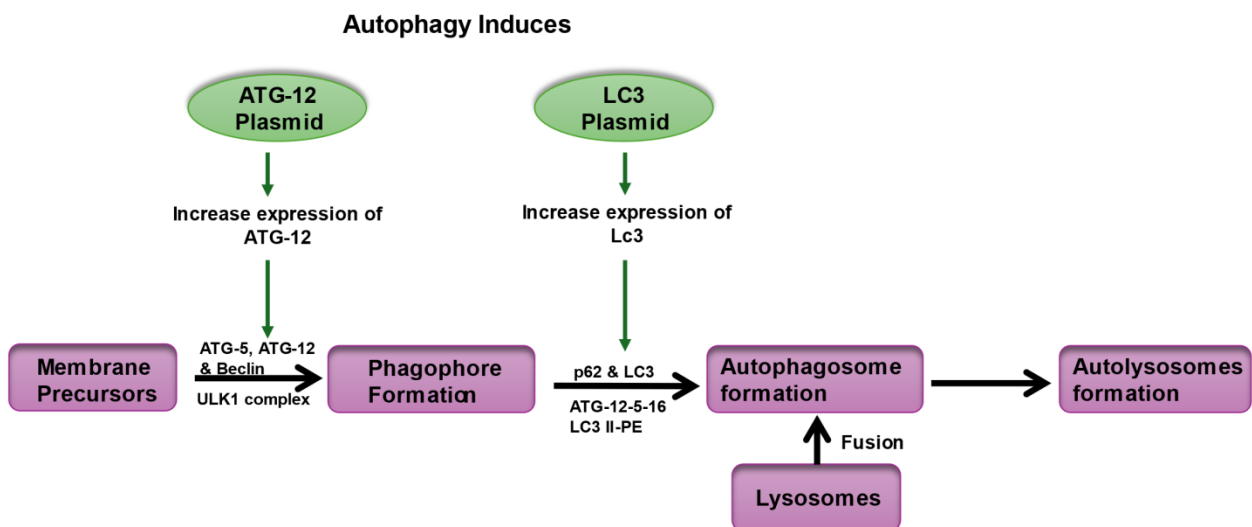 Autophagy Induces
ATG-12
Plasmid
LC3
Plasmid
Increase expression of
ATG-12
Increase expression of
Lc3
Membrane
Precursors
ATG-5, ATG-12
& Beclin
ULK1 complex
Phagophore
Formation
p62 & LC3
ATG-12-5-16
LC3 II-PE
Autophagosome
formation
Autolysosomes
formation
Fusion
Lysosomes